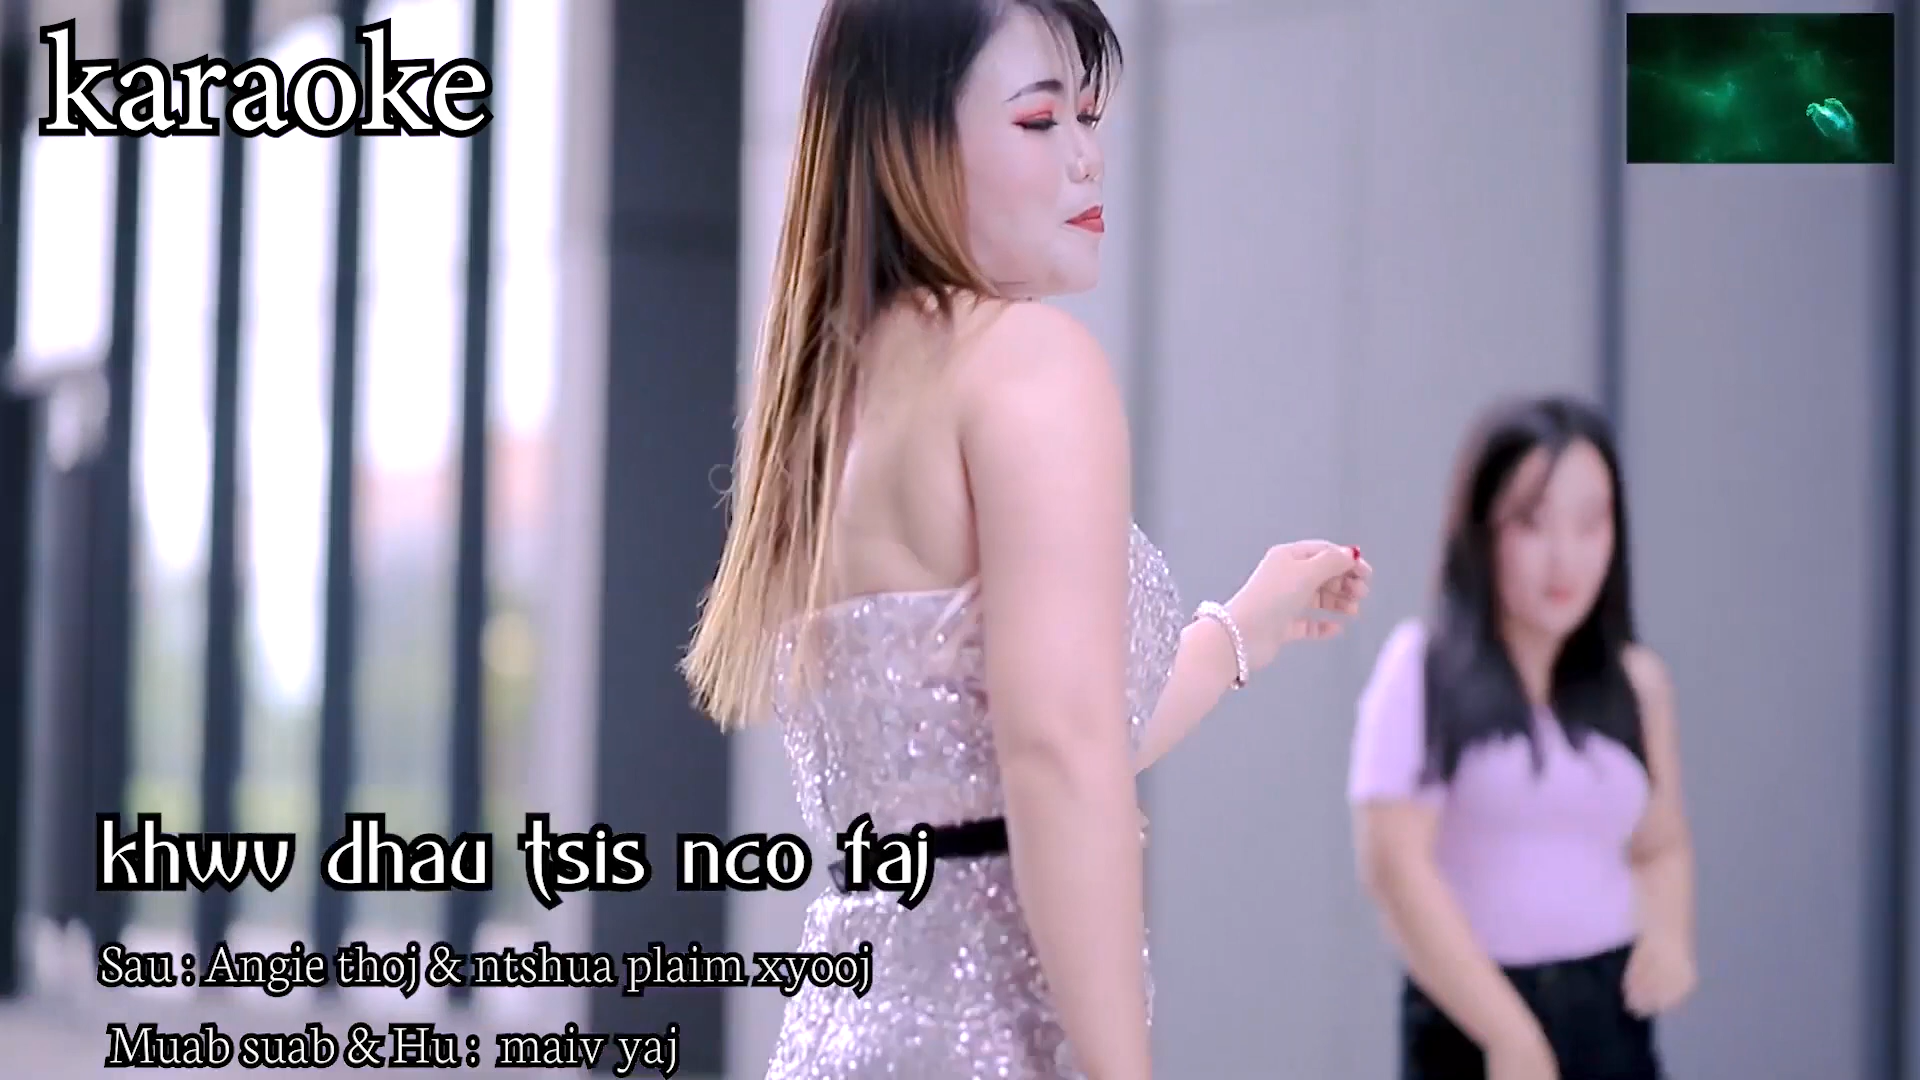 karaoke
khwv dhau tsis nco faj
Sau : Angie thoj & ntshua plaim xyooj
Muab suab & Hu : maiv yaj